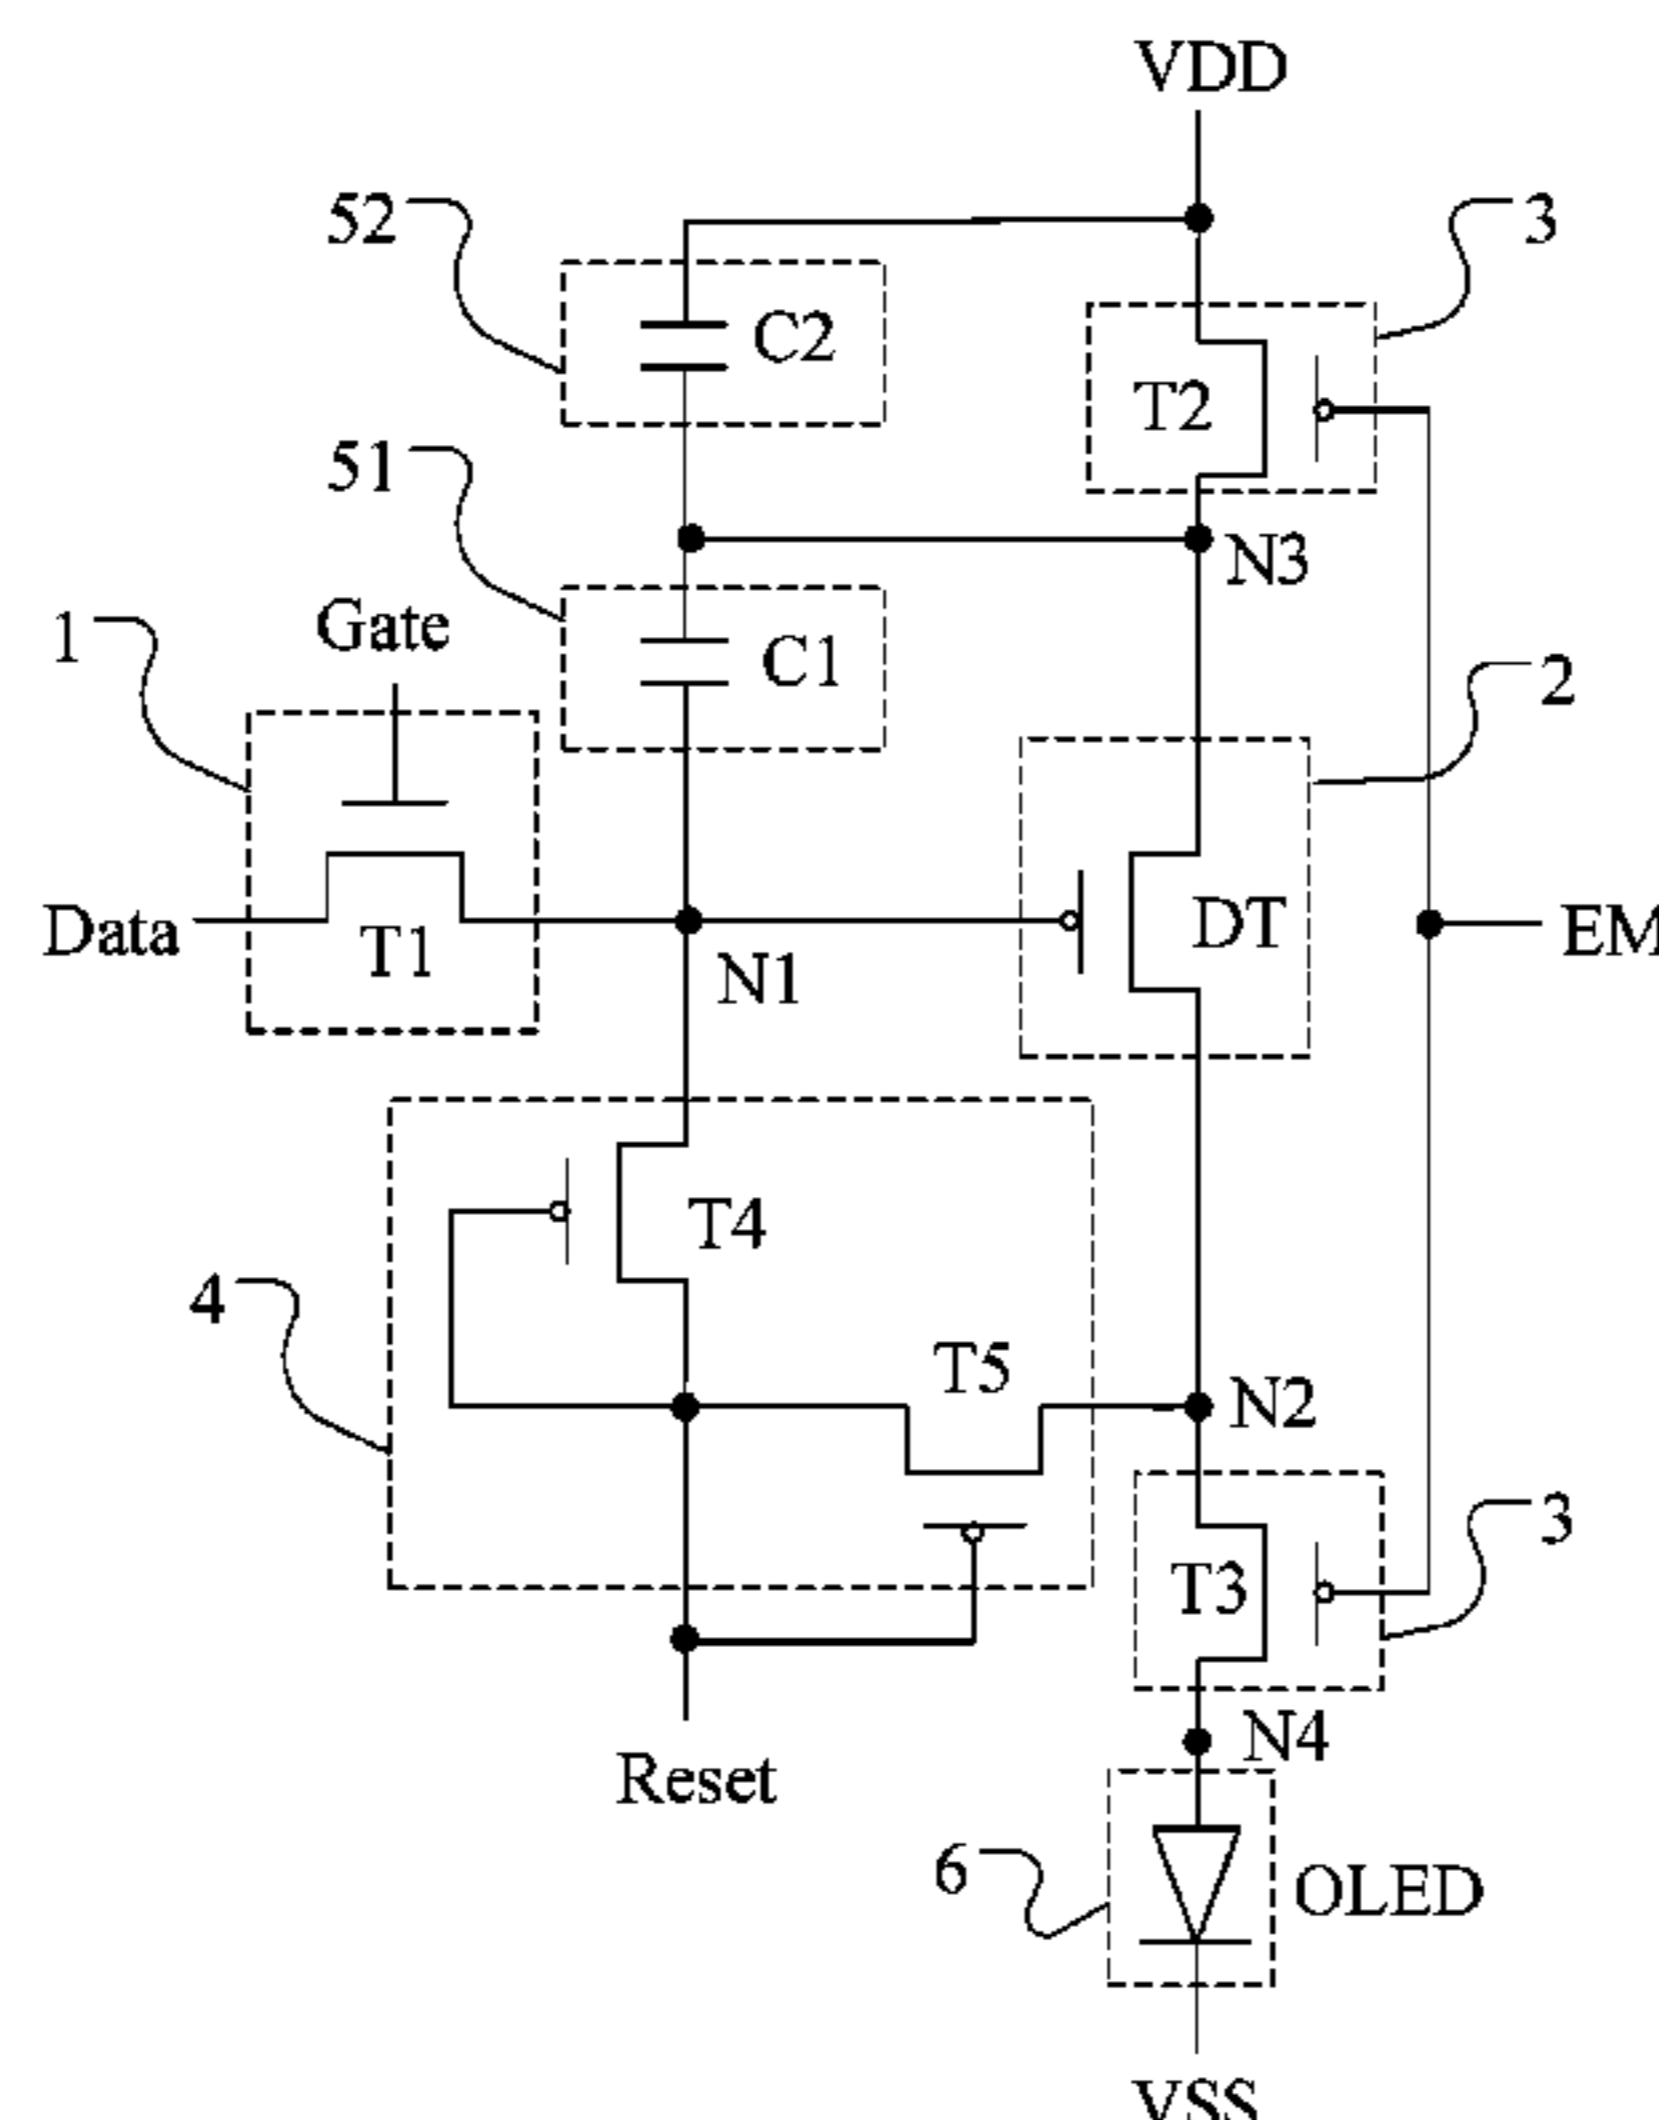 VDD
52
3
C2
T2
51
N3
1
Gate
C1
2
Data
T1
N1
DT
EM
T4
4
T5
N2
T3
3
N4
Reset
6
OLED
VSS